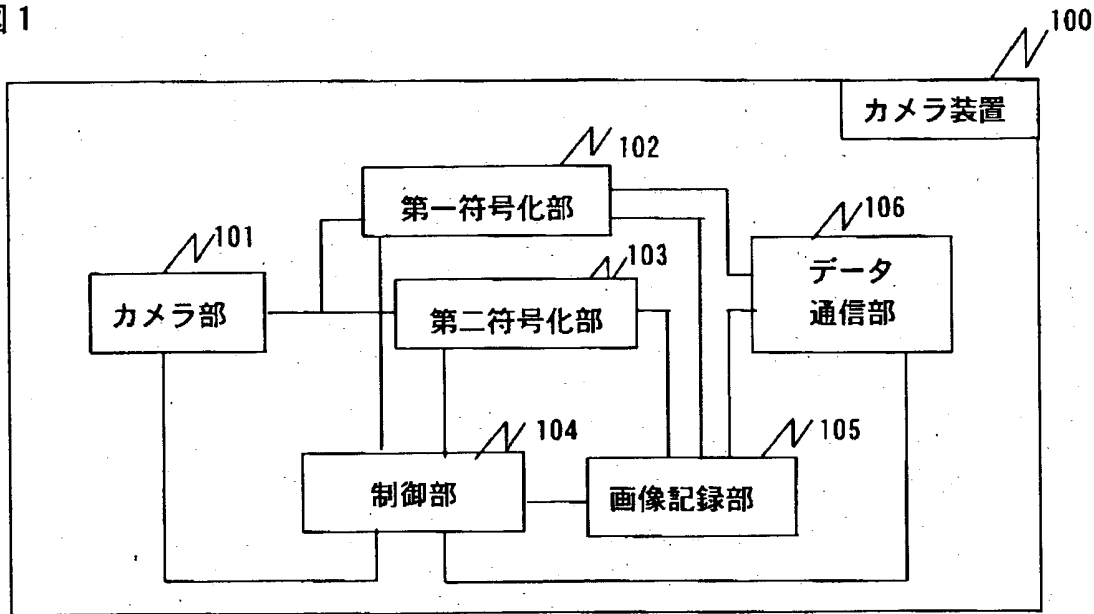 図1
100
カメラ装置
102
第一符号化部
106
データ
通信部
101
カメラ部
103
第二符号化部
104
制御部
105
画像記録部